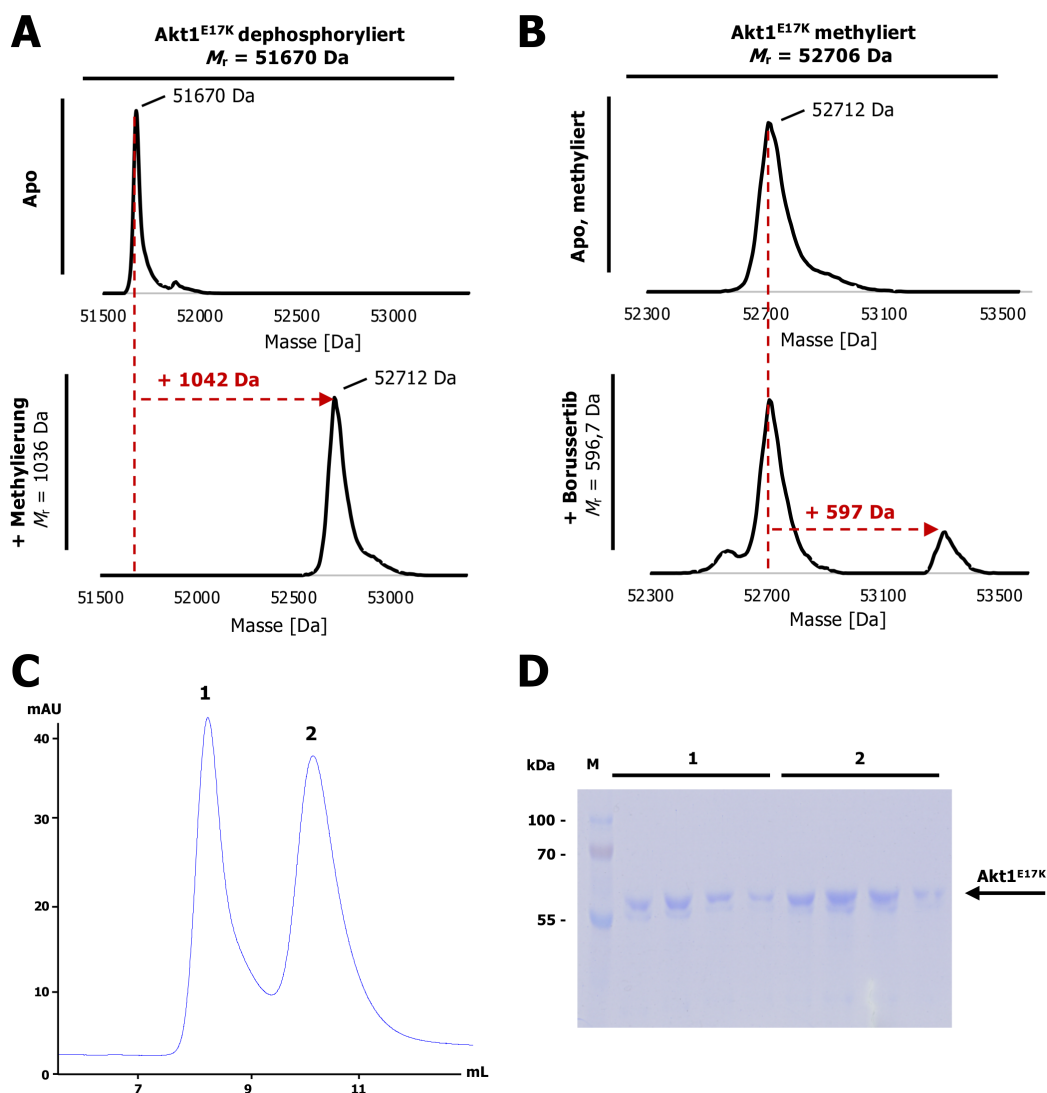 A
Akt1E17K dephosphoryliert
Mr = 51670 Da
51670 Da
Apo
51500 52000 52500 53000
Masse [Da]
+ 1042 Da
52712 Da
+ Methylierung
Mr = 1036 Da
51500 52000 52500 53000
Masse [Da]
B
Akt1E17K methyliert
Mr = 52706 Da
52712 Da
Apo, methyliert
52300 52700 53100 53500
Masse [Da]
+ Borussertib
Mr = 596,7 Da
+ 597 Da
52300 52700 53100 53500
Masse [Da]
C
mAU
1
2
40
30
20
10
0
7 9 11
mL
D
kDa M 1 2
100 -
70 -
55 -
Akt1E17K